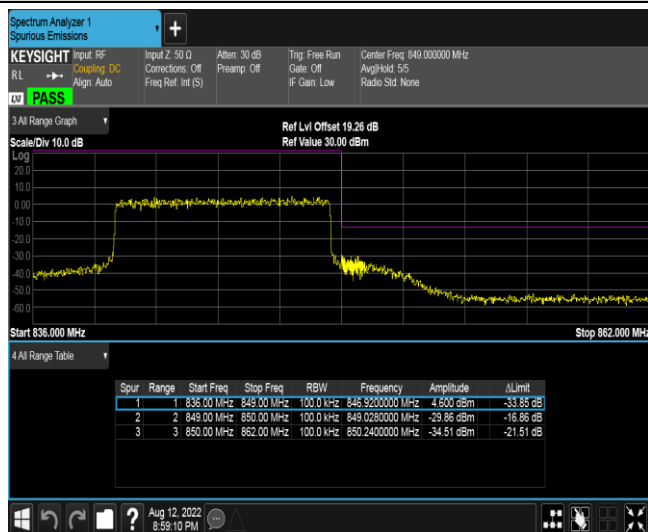 Spectrum Analyzer 1
Spurious Emissions
KEYSIGHT Input: RF Input Z: 50 Ω Atten: 30 dB Trig: Free Run Center Freq: 849.000000 MHz
RL Coupling: DC Corrections: Off Preamp: Off Gate: Off Avg|Hold: 5/5
Align: Auto Freq Ref: Int (S) IF Gain: Low Radio Std: None
LXI PASS
3 All Range Graph
Ref Lvl Offset 19.26 dB
Scale/Div 10.0 dB Ref Value 30.00 dBm
Log
20.0
10.0
0.00
-10.0
-20.0
-30.0
-40.0
-50.0
-60.0
Start 836.000 MHz Stop 862.000 MHz
4 All Range Table
Spur Range Start Freq Stop Freq RBW Frequency Amplitude ΔLimit
1 1 836.00 MHz 849.00 MHz 100.0 kHz 846.9200000 MHz 4.600 dBm -33.85 dB
2 2 849.00 MHz 850.00 MHz 100.0 kHz 849.0280000 MHz -29.86 dBm -16.86 dB
3 3 850.00 MHz 862.00 MHz 100.0 kHz 850.2400000 MHz -34.51 dBm -21.51 dB
? Aug 12, 2022
8:59:10 PM